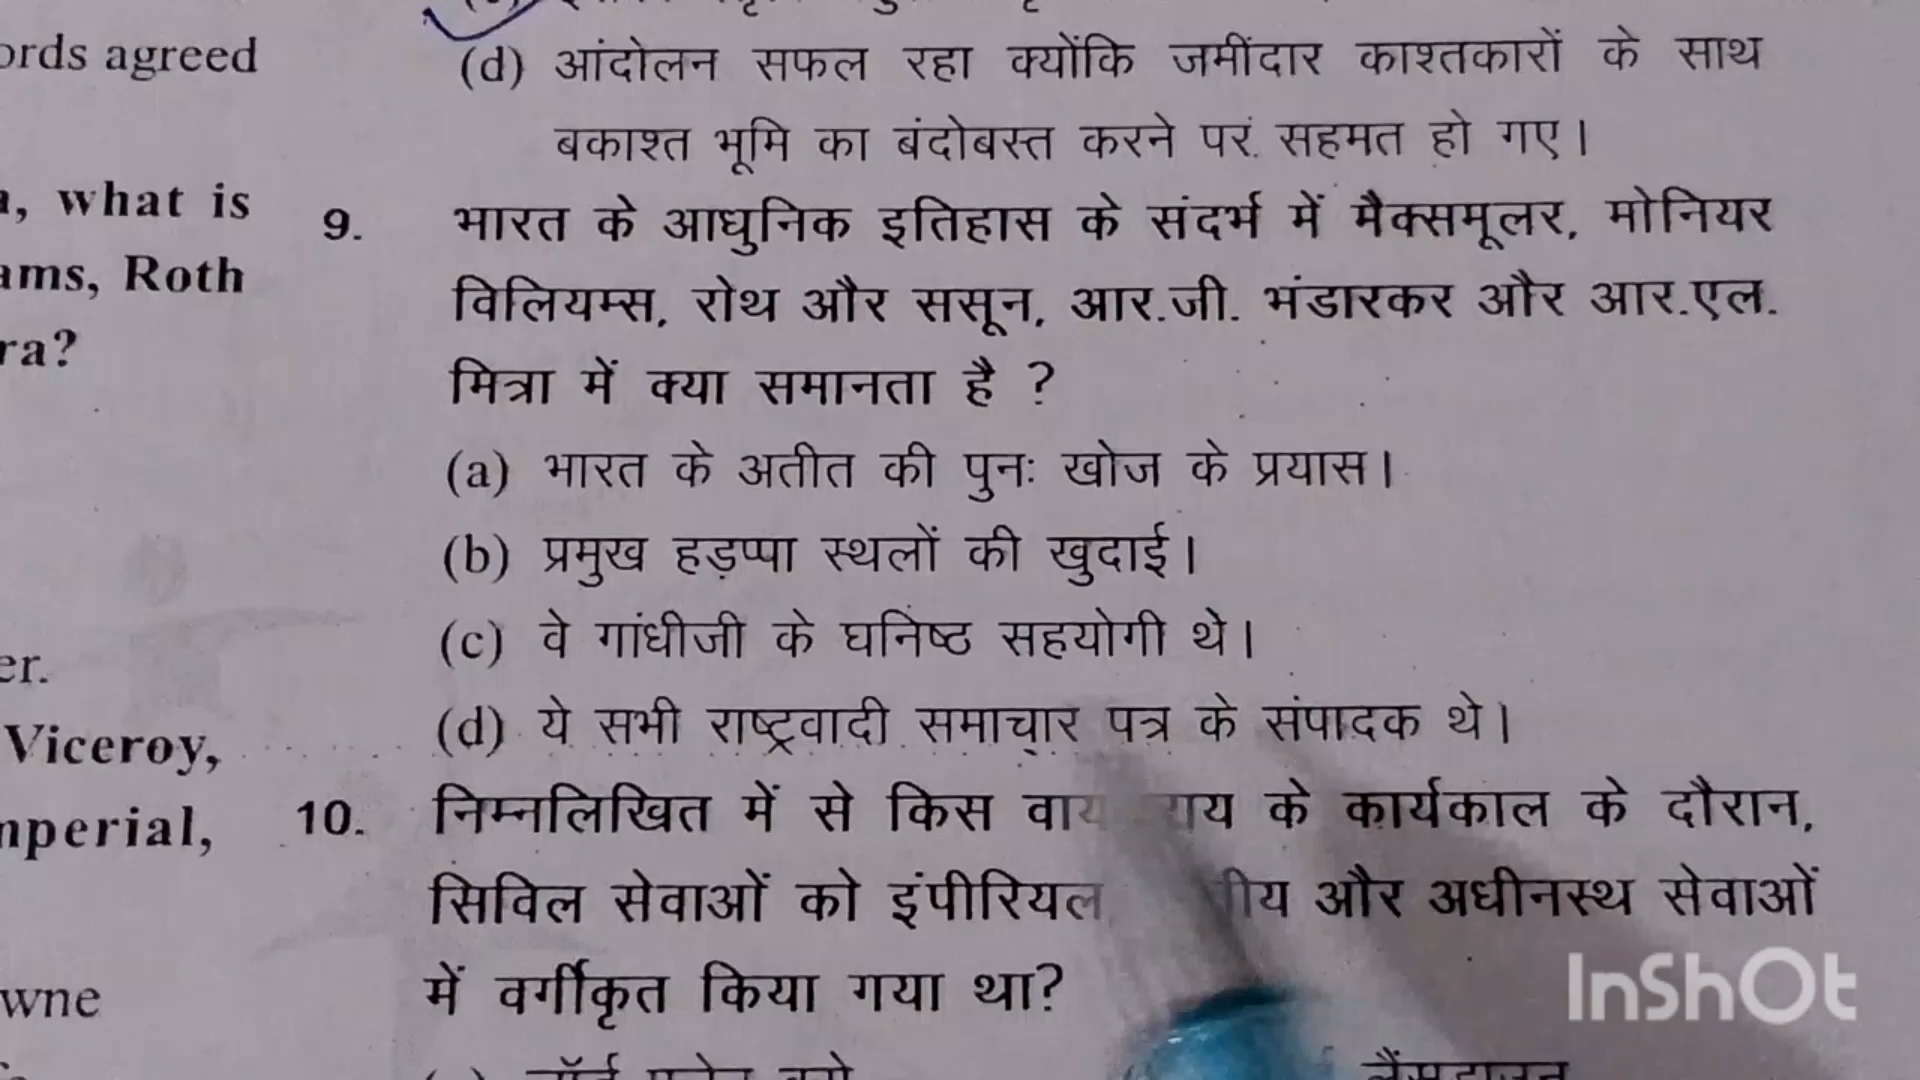 ords agreed
(d) आंदोलन सफल रहा क्योंकि जमींदार काश्तकारों के साथ
बकाश्त भूमि का बंदोबस्त करने पर सहमत हो गए।
, what is
ams, Roth
ra?
9. भारत के आधुनिक इतिहास के संदर्भ में मैक्समूलर, मोनियर
विलियम्स, रोथ और ससून, आर.जी. भंडारकर और आर.एल.
मित्रा में क्या समानता है ?
(a) भारत के अतीत की पुनः खोज के प्रयास।
(b) प्रमुख हड़प्पा स्थलों की खुदाई।
(c) वे गांधीजी के घनिष्ठ सहयोगी थे।
(d) ये सभी राष्ट्रवादी समाचार पत्र के संपादक थे।
er.
Viceroy,
nperial,
wne
10. निम्नलिखित में से किस के कार्यकाल के दौरान,
सिविल सेवाओं को इंपीरियल और अधीनस्थ सेवाओं
में वर्गीकृत किया गया था?
InShOt